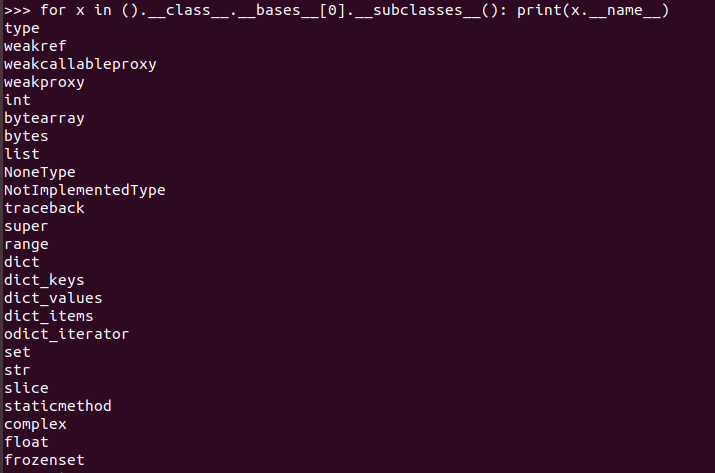 >>> for x in ().__class__.__bases__[0].__subclasses__(): print(x.__name__)
type
weakref
weakcallableproxy
weakproxy
int
bytearray
bytes
list
NoneType
NotImplementedType
traceback
super
range
dict
dict_keys
dict_values
dict_items
odict_iterator
set
str
slice
staticmethod
complex
float
frozenset